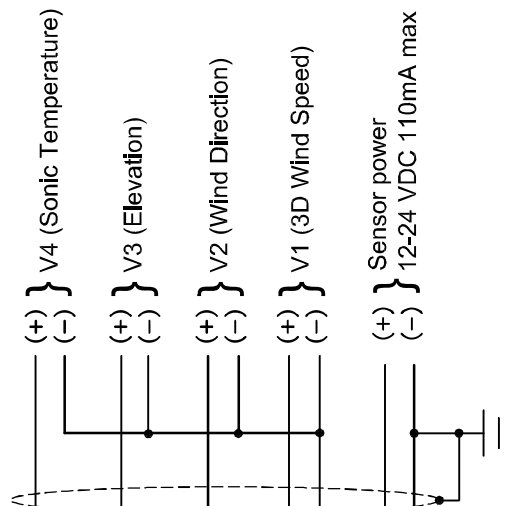 V4 (Sonic Temperature)
(+)
(−)
V3 (Elevation)
(+)
(−)
V2 (Wind Direction)
(+)
(−)
V1 (3D Wind Speed)
(+)
(−)
Sensor power
12-24 VDC 110mA max
(+)
(−)